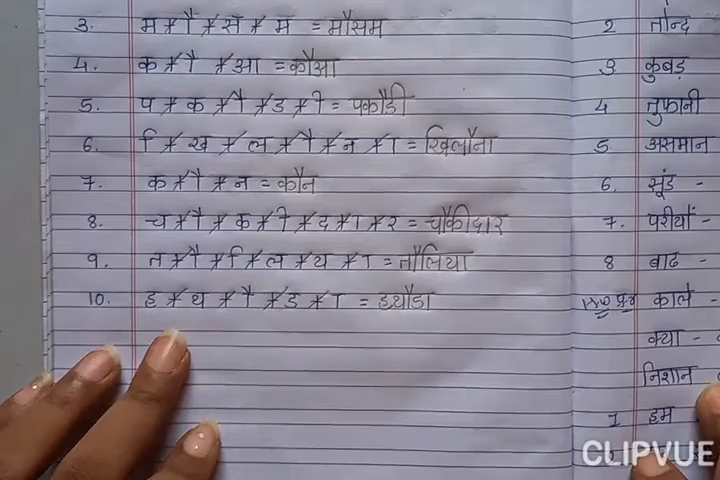 3. म + ौ + स + म = मौसम
4. क + ौ + आ = कौआ
5. प + क + ौ + ड + ी = पकौडी
6. ि + ख + ल + ौ + न + ा = खिलौना
7. क + ौ + न = कौन
8. च + ौ + क + ी + द + ा + र = चौकीदार
9. त + ौ + ि + ल + य + ा = तौलिया
10. ह + थ + ौ + ड + ा = हथौडा
2 तोन्द
3 कुबड़
4 तुफानी
5. असमान
6. सूंड -
7. परीयों -
8 बाढ -
काले -
क्या -
निशान
1 हम
CLIPVUE